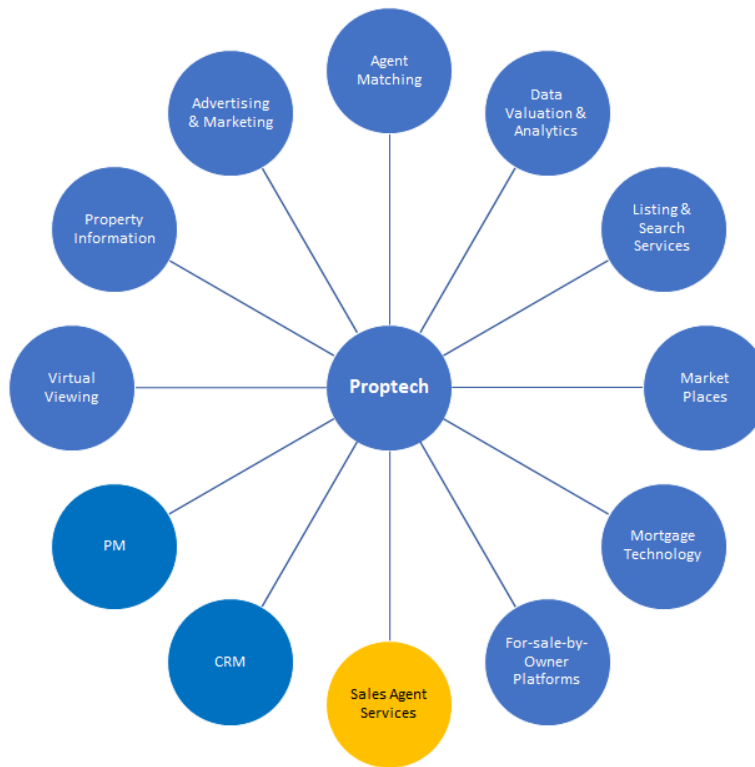 Agent
Matching
Data
Valuation &
Analytics
Listing &
Search
Services
Market
Places
Mortgage
Technology
For-sale-by-
Owner
Platforms
Sales Agent
Services
CRM
PM
Virtual
Viewing
Property
Information
Advertising
& Marketing
Proptech